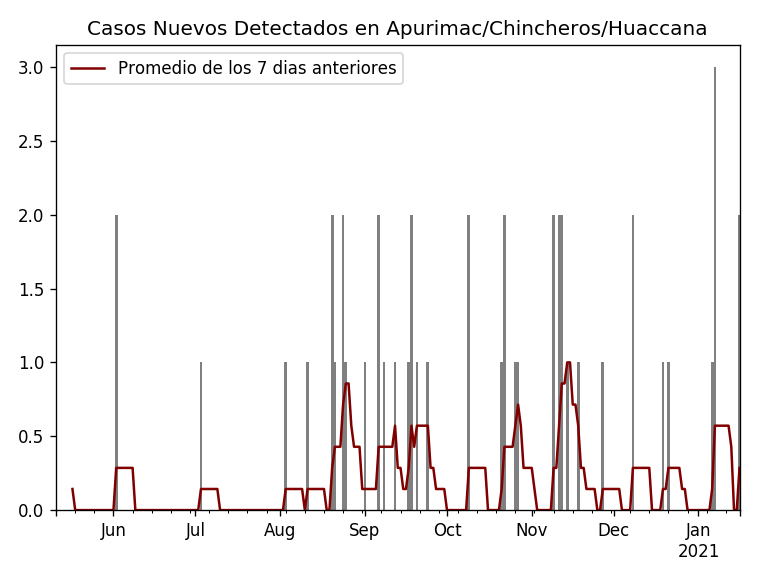 Casos Nuevos Detectados en Apurimac/Chincheros/Huaccana
Promedio de los 7 dias anteriores
3.0
2.5
2.0
1.5
1.0
0.5
0.0
Jun Jul Aug Sep Oct Nov Dec Jan
2021